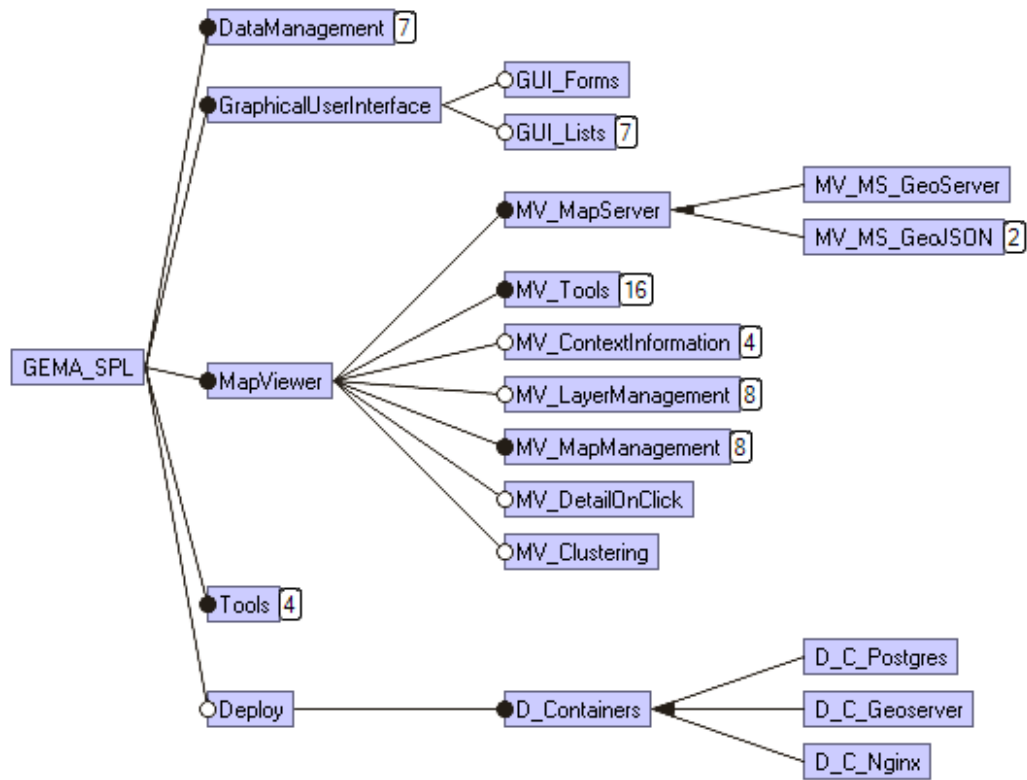 DataManagement 7
GraphicalUserInterface
GUI_Forms
GUI_Lists 7
MV_MapServer
MV_MS_GeoServer
MV_MS_GeoJSON 2
MV_Tools 16
MV_ContextInformation 4
GEMA_SPL
MapViewer
MV_LayerManagement 8
MV_MapManagement 8
MV_DetailOnClick
MV_Clustering
Tools 4
Deploy
D_Containers
D_C_Postgres
D_C_Geoserver
D_C_Nginx